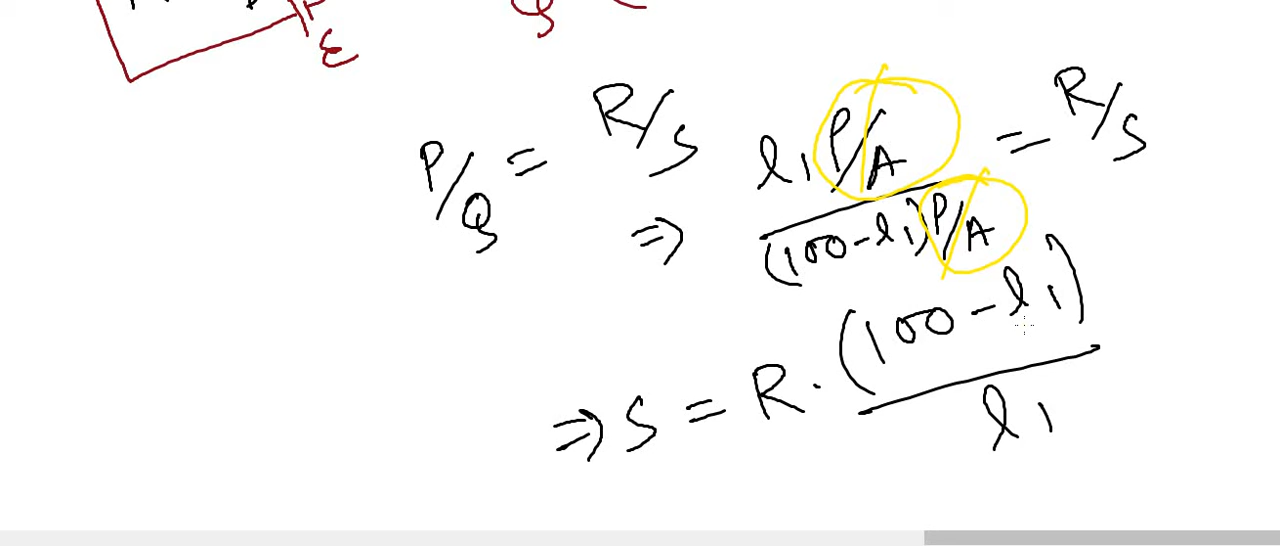 P/Q = R/S
⇒ l₁ P/A / (100 - l₁) P/A = R/S
⇒ S = R · (100 - l₁) / l₁